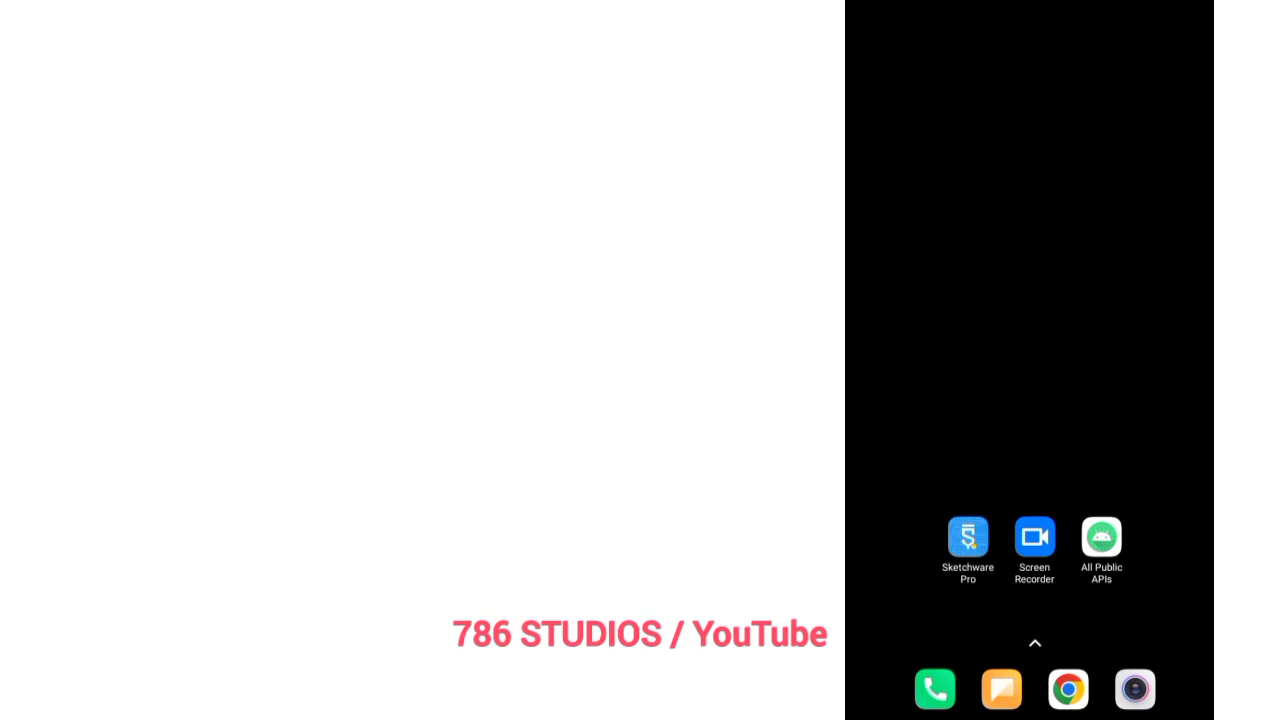 Sketchware
Pro
Screen
Recorder
All Public
APIs
786 STUDIOS / YouTube